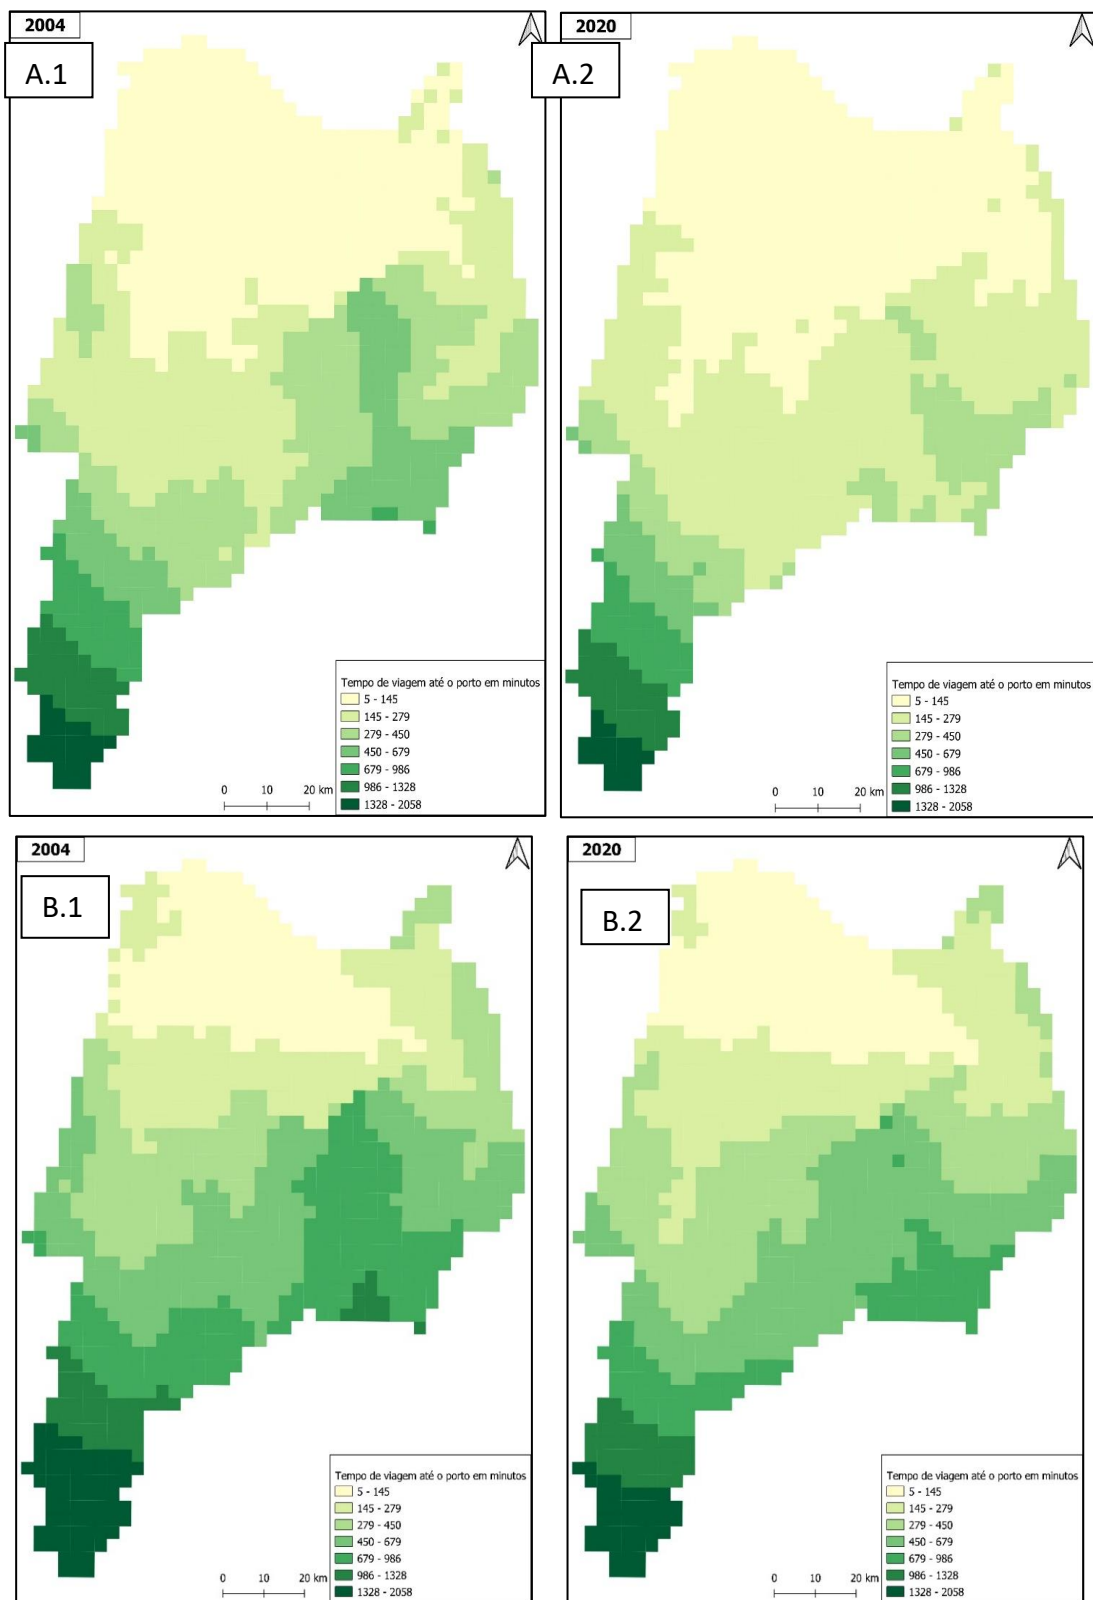 2004
A.1
Tempo de viagem até o porto em minutos
5 - 145
145 - 279
279 - 450
450 - 679
679 - 986
986 - 1328
1328 - 2058
0 10 20 km
2020
A.2
Tempo de viagem até o porto em minutos
5 - 145
145 - 279
279 - 450
450 - 679
679 - 986
986 - 1328
1328 - 2058
0 10 20 km
2004
B.1
Tempo de viagem até o porto em minutos
5 - 145
145 - 279
279 - 450
450 - 679
679 - 986
986 - 1328
1328 - 2058
0 10 20 km
2020
B.2
Tempo de viagem até o porto em minutos
5 - 145
145 - 279
279 - 450
450 - 679
679 - 986
986 - 1328
1328 - 2058
0 10 20 km